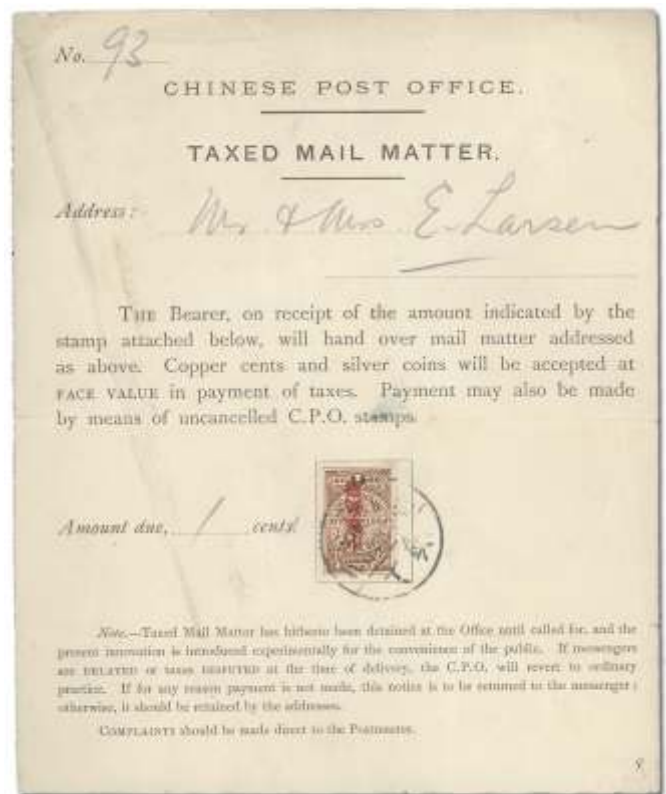 No. 93
CHINESE POST OFFICE.
TAXED MAIL MATTER.
Address: Mr & Mrs E. Larsen
THE Bearer, on receipt of the amount indicated by the
stamp attached below, will hand over mail matter addressed
as above. Copper cents and silver coins will be accepted at
FACE VALUE in payment of taxes. Payment may also be made
by means of uncancelled C.P.O. stamps.
Amount due, 1 cents.
Note.—Taxed Mail Matter has hitherto been detained at the Office until called for, and the
present innovation is introduced experimentally for the convenience of the public. If messengers
are DELAYED or taxes DISPUTED at the time of delivery, the C.P.O. will revert to ordinary
practice. If for any reason payment is not made, this notice is to be returned to the messenger;
otherwise, it should be retained by the addressee.
COMPLAINTS should be made direct to the Postmaster.